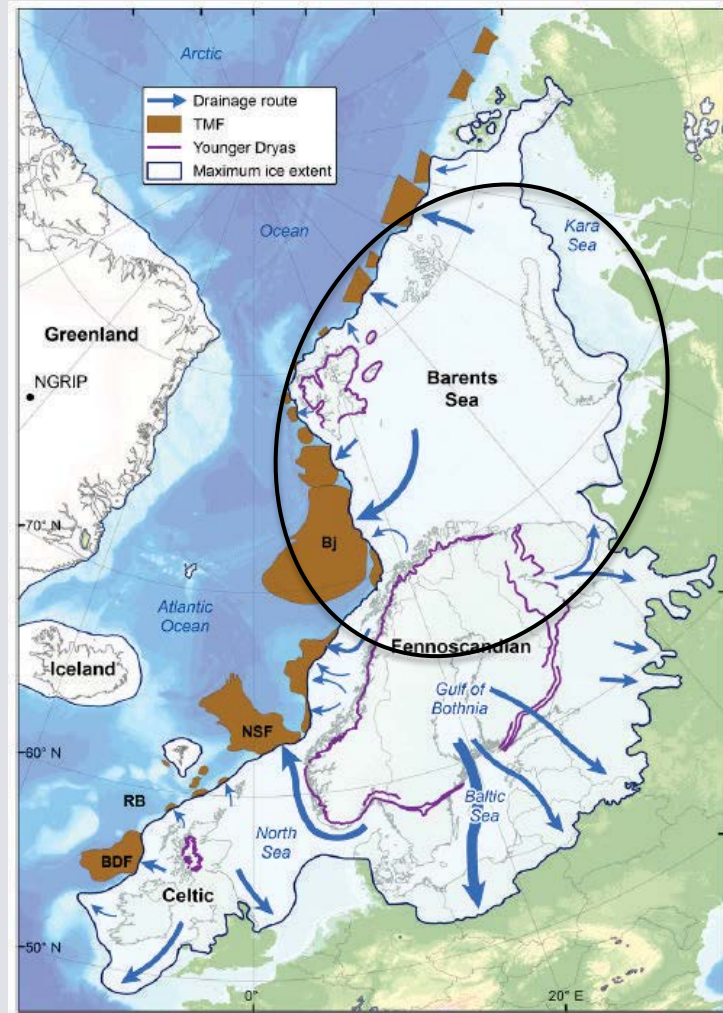 Arctic
Drainage route
TMF
Younger Dryas
Maximum ice extent
Ocean
Kara
Sea
Greenland
NGRIP
Barents
Sea
70° N
Bj
Atlantic
Ocean
Iceland
Fennoscandian
Gulf of
Bothnia
NSF
60° N
RB
North
Sea
Baltic
Sea
BDF
Celtic
50° N
0°
20° E